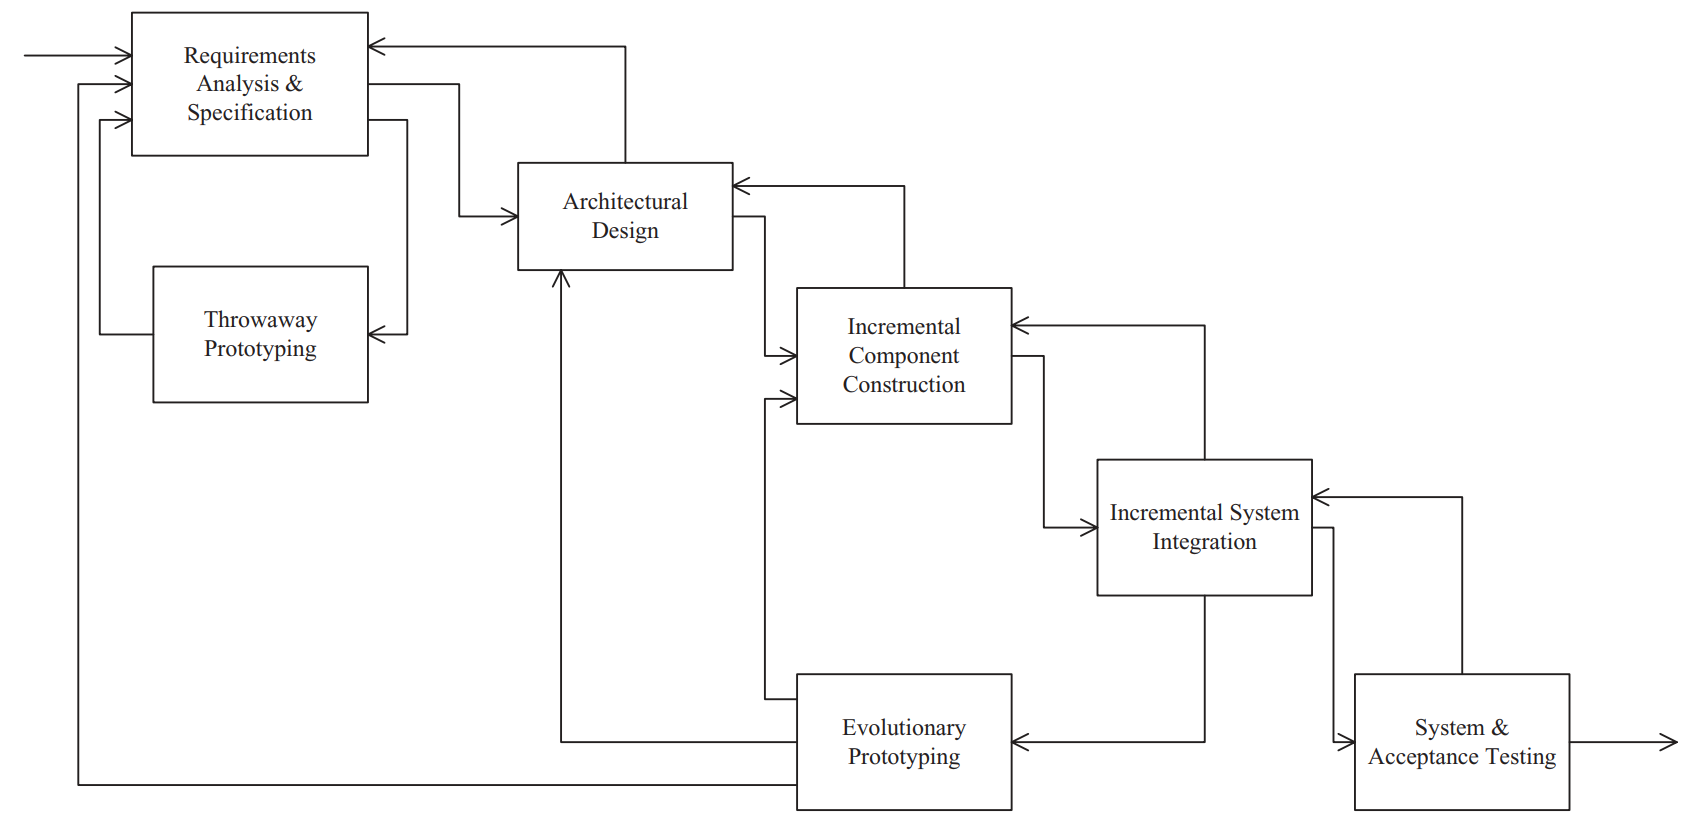 Requirements
Analysis &
Specification
Architectural
Design
Throwaway
Prototyping
Incremental
Component
Construction
Incremental System
Integration
Evolutionary
Prototyping
System &
Acceptance Testing